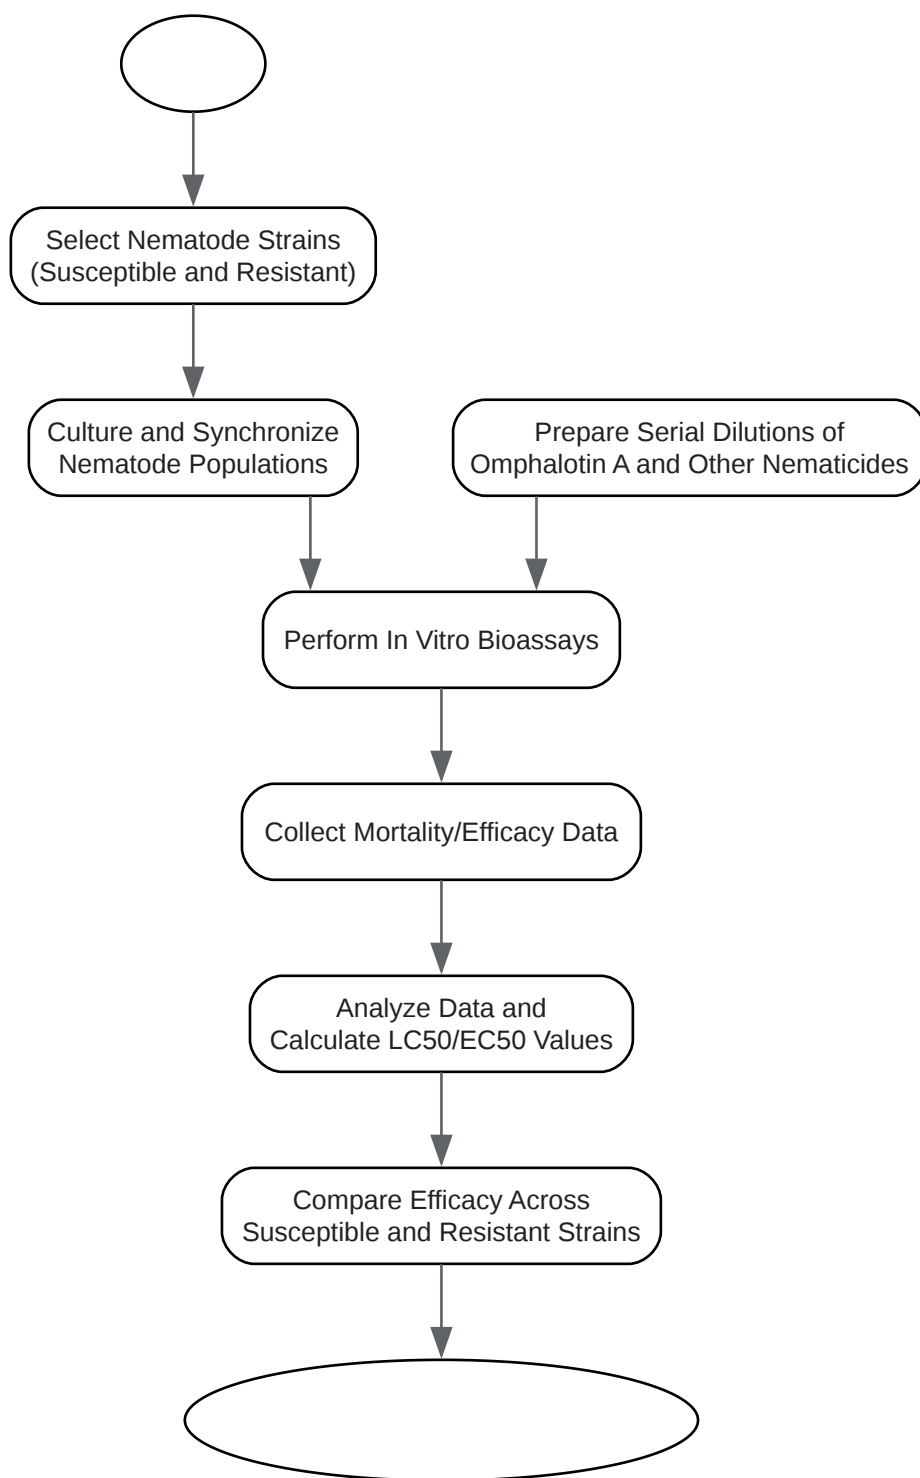 Select Nematode Strains
(Susceptible and Resistant)
Culture and Synchronize
Nematode Populations
Prepare Serial Dilutions of
Omphalotin A and Other Nematicides
Perform In Vitro Bioassays
Collect Mortality/Efficacy Data
Analyze Data and
Calculate LC50/EC50 Values
Compare Efficacy Across
Susceptible and Resistant Strains